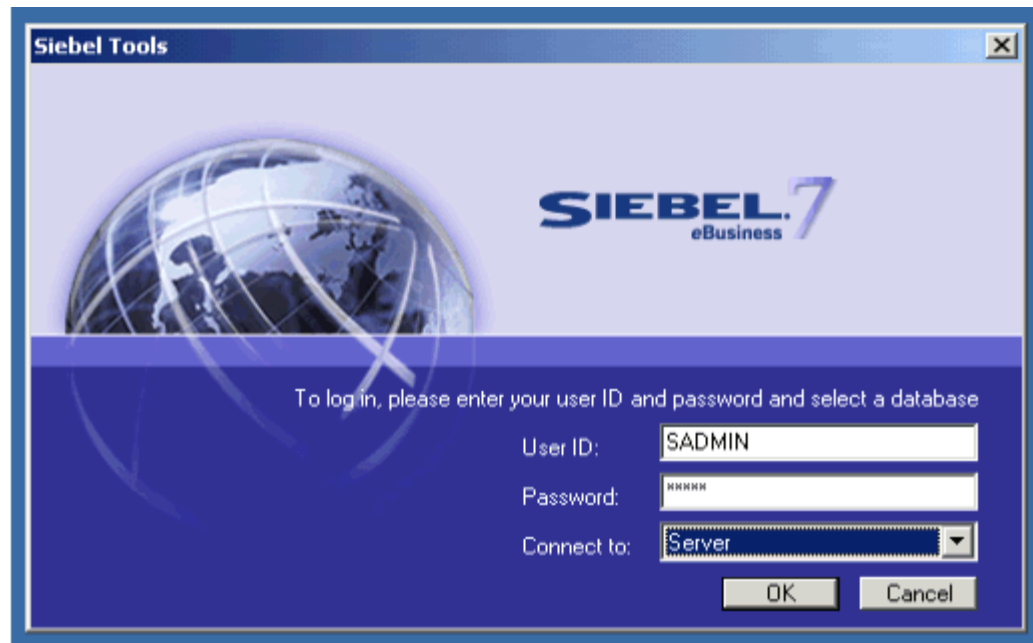 Siebel Tools
SIEBEL. 7
eBusiness
To log in, please enter your user ID and password and select a database
User ID: SADMIN
Password: *****
Connect to: Server
OK Cancel